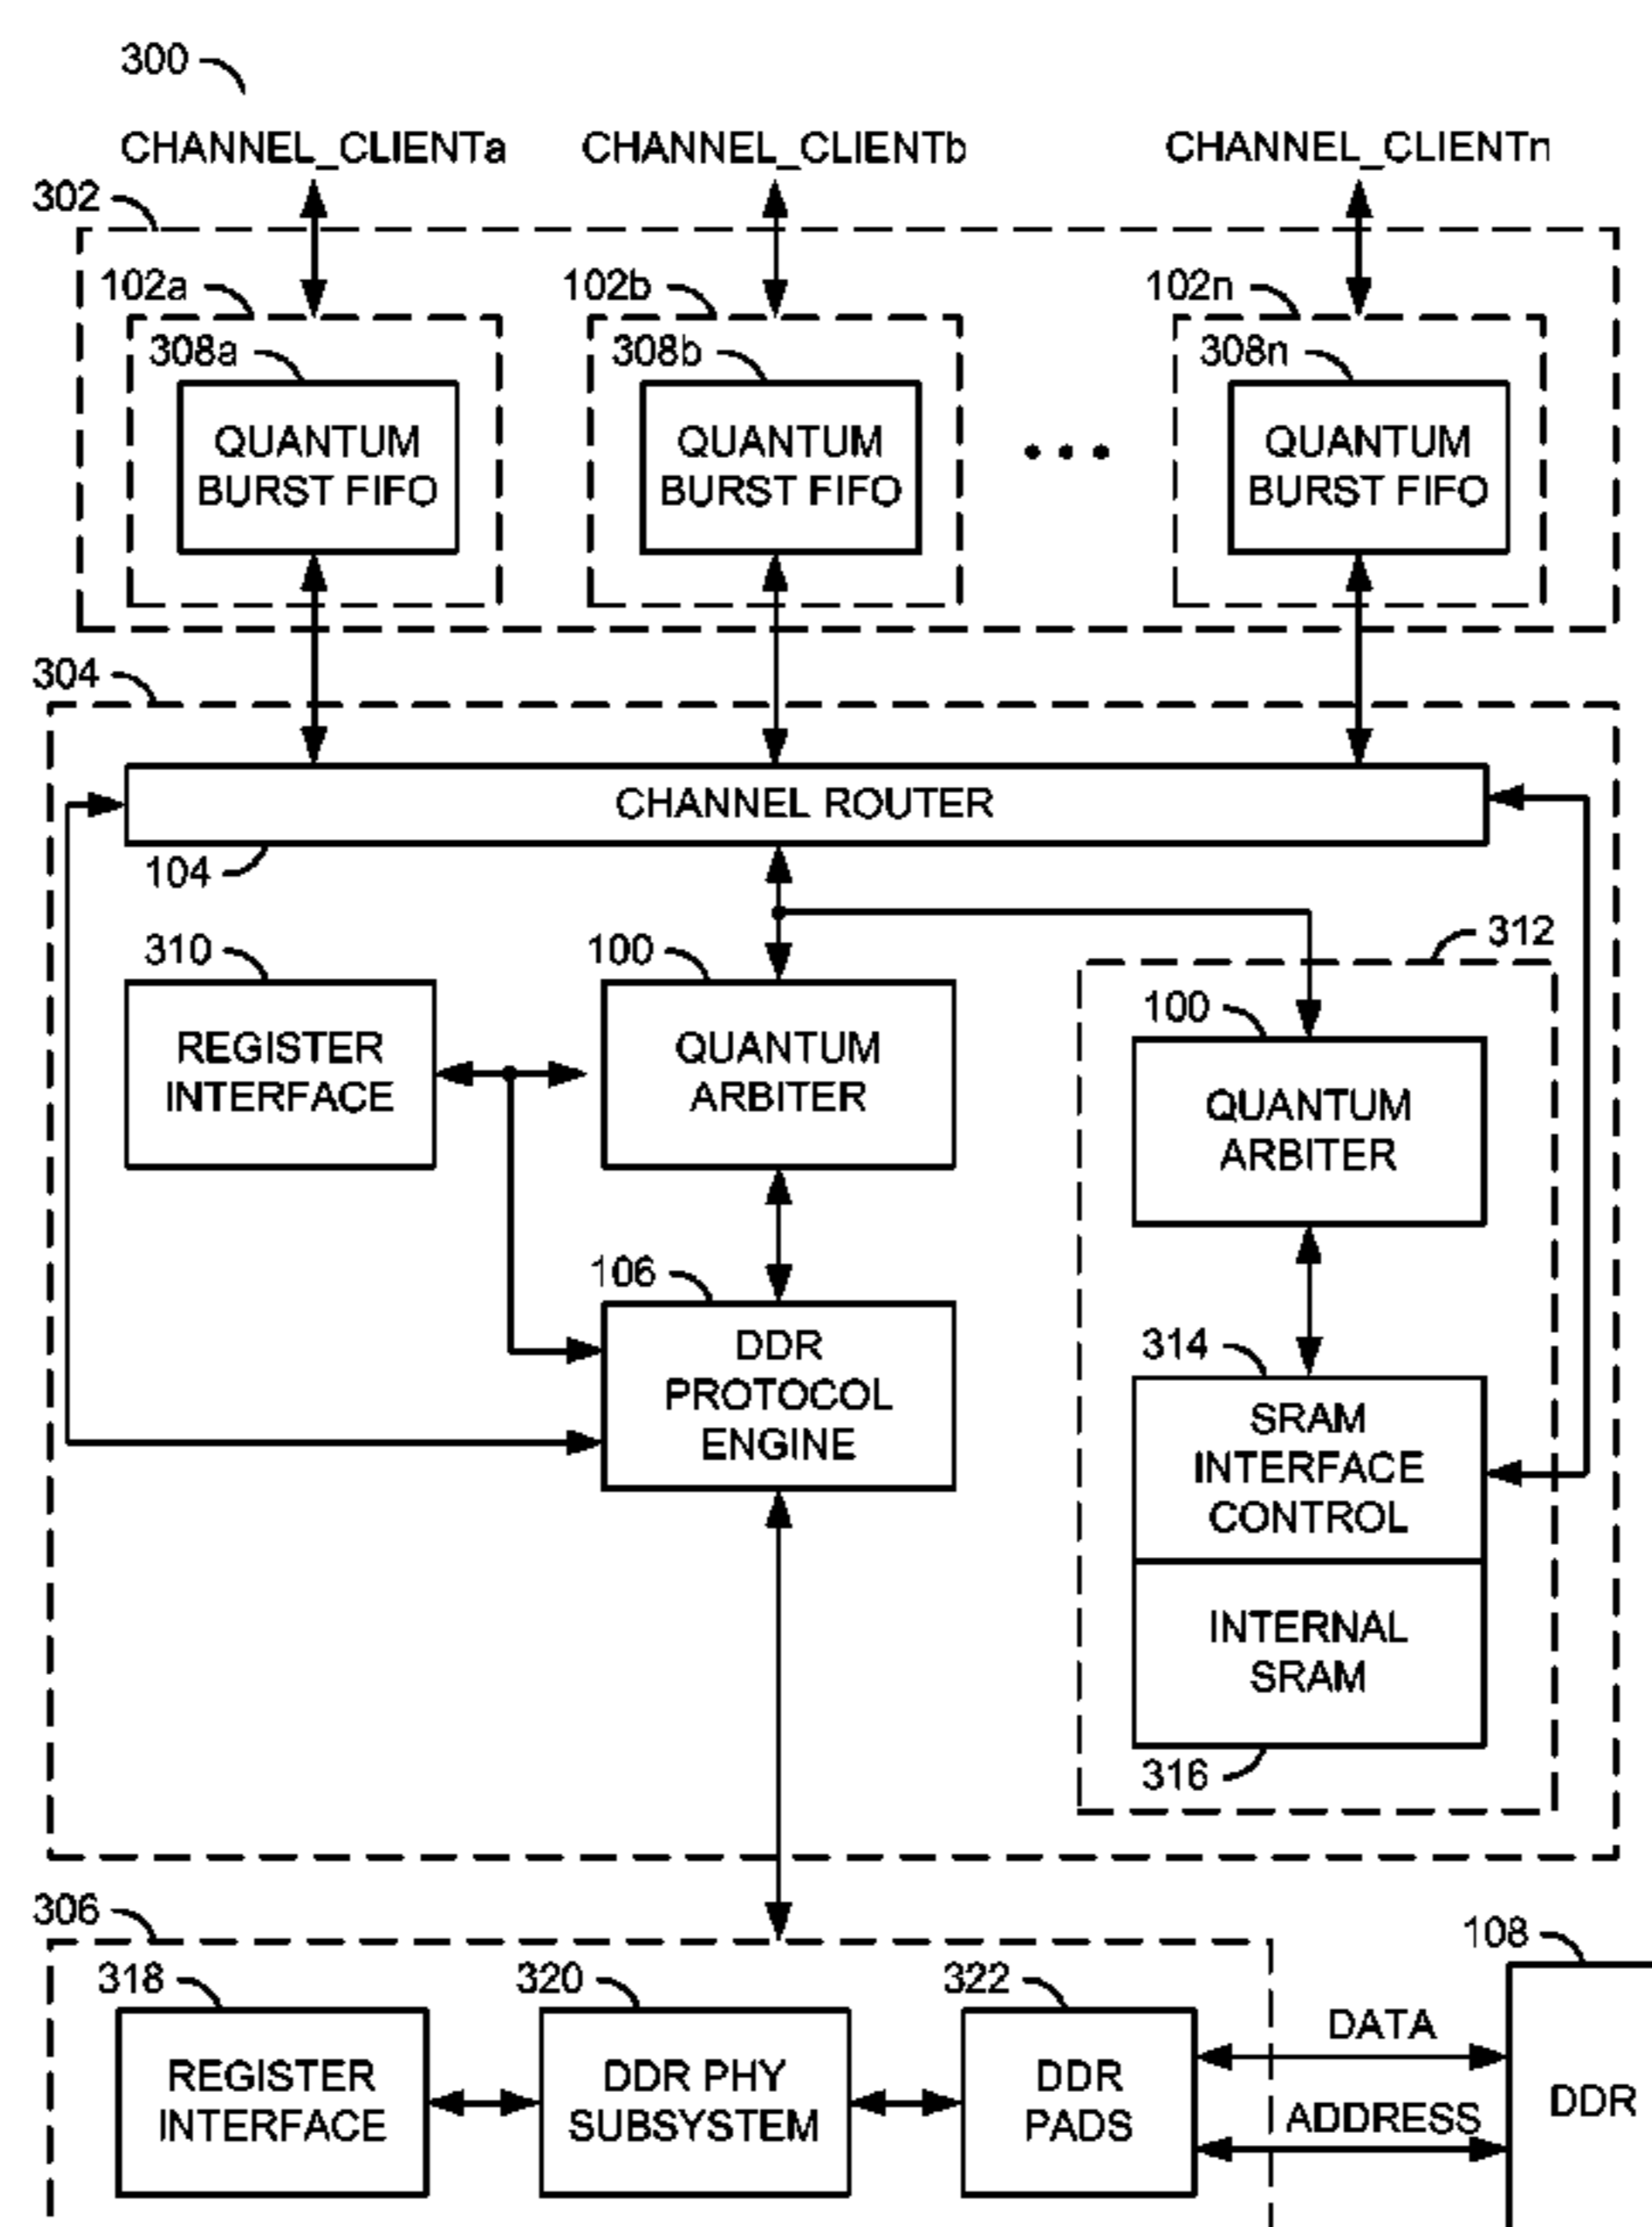 300
CHANNEL_CLIENTa
CHANNEL_CLIENTb
CHANNEL_CLIENTn
302
102a
102b
102n
308a
308b
308n
QUANTUM
BURST FIFO
QUANTUM
BURST FIFO
• • •
QUANTUM
BURST FIFO
304
CHANNEL ROUTER
104
310
100
312
REGISTER
INTERFACE
QUANTUM
ARBITER
100
QUANTUM
ARBITER
106
DDR
PROTOCOL
ENGINE
314
SRAM
INTERFACE
CONTROL
INTERNAL
SRAM
316
306
108
318
320
322
REGISTER
INTERFACE
DDR PHY
SUBSYSTEM
DDR
PADS
DATA
ADDRESS
DDR